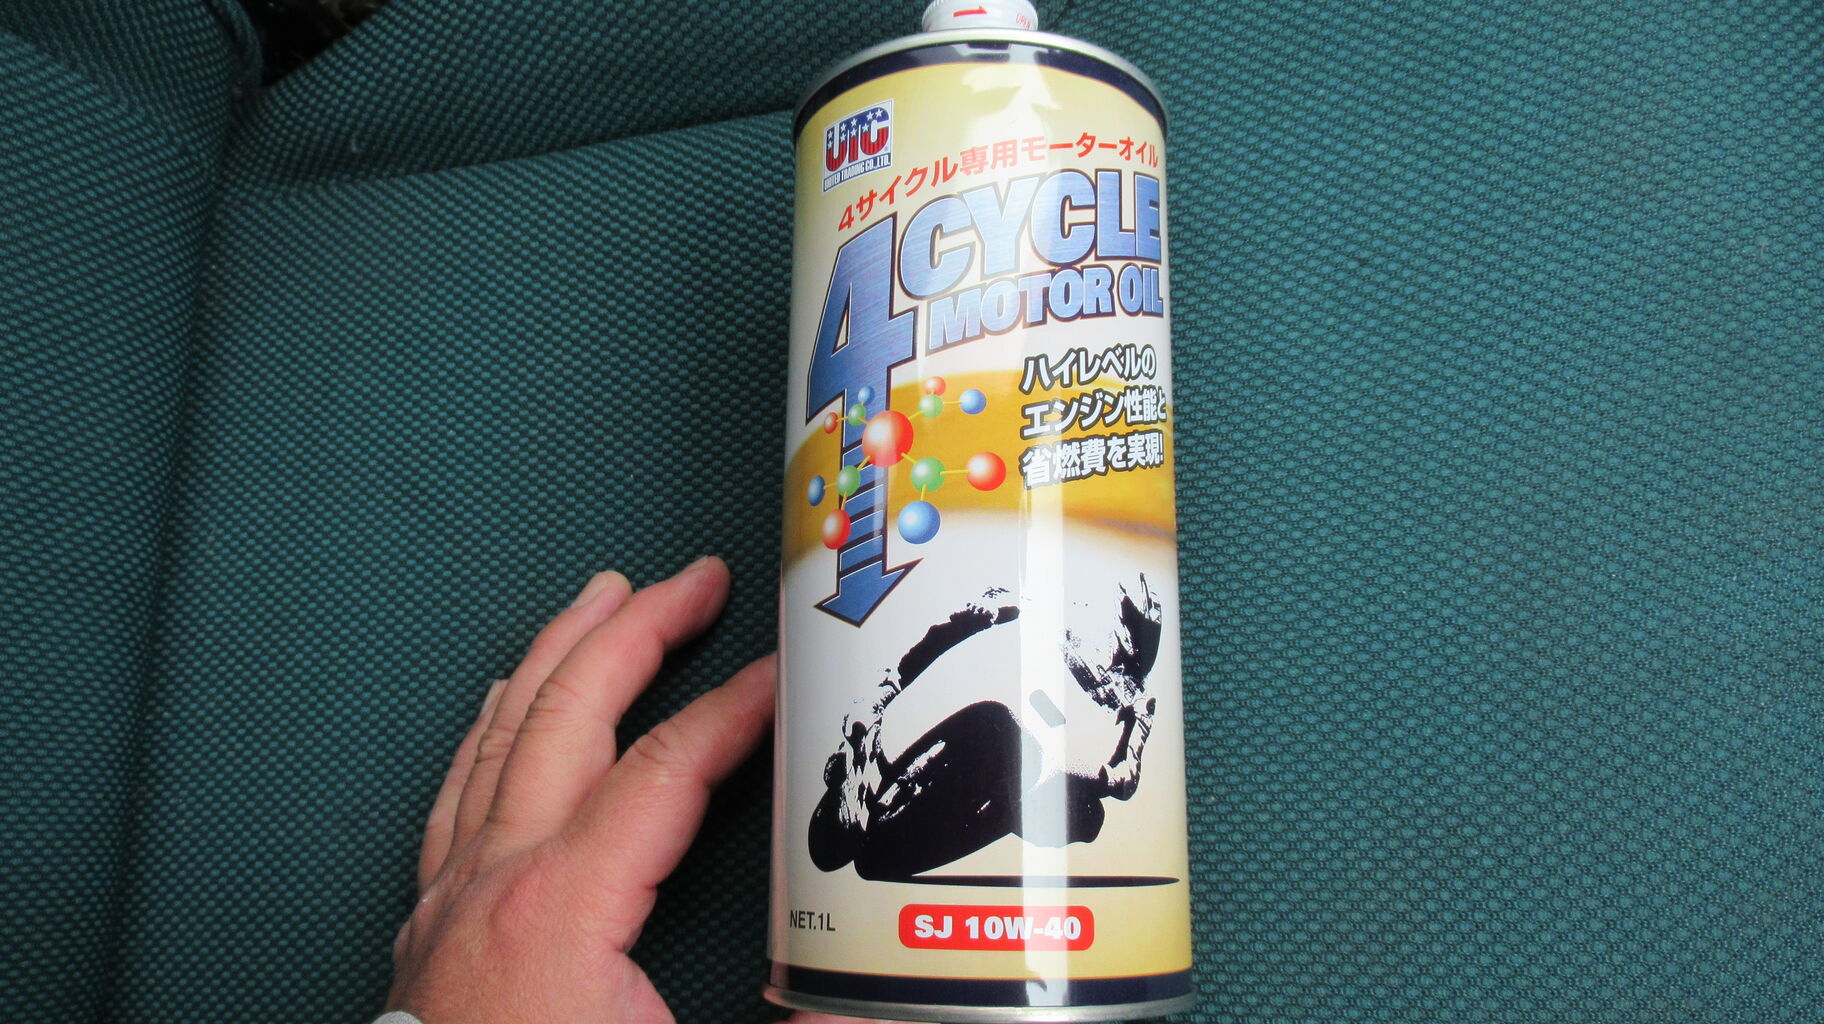 OPEN
UTC
UNITED TRADING CO.,LTD.
4サイクル専用モーターオイル
4CYCLE
MOTOR OIL
ハイレベルの
エンジン性能と
省燃費を実現!
NET.1L
SJ 10W-40